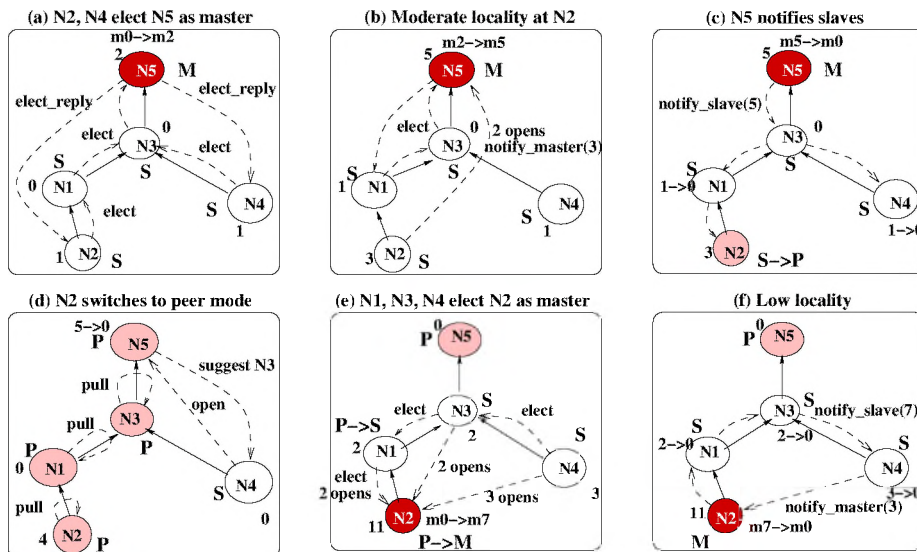 (a) N2, N4 elect N5 as master
m0->m2
2
N5
M
elect_reply
elect_reply
elect
0
N3
elect
S
S
0
N1
S
N4
1
elect
1
N2
S
(b) Moderate locality at N2
m2->m5
5
N5
M
elect
0
2 opens
N3
notify_master(3)
S
S
1
N1
S
N4
1
3
N2
S
(c) N5 notifies slaves
m5->m0
5
N5
M
notify_slave(5)
0
N3
S
S
1->0
N1
S
N4
1->0
3
N2
S->P
(d) N2 switches to peer mode
5->0
P
N5
suggest N3
pull
open
N3
pull
P
P
0
N1
N4
S
0
pull
4
N2
P
(e) N1, N3, N4 elect N2 as master
0
P
N5
elect
S
elect
N3
P->S
2
S
2
N1
2 opens
N4
elect
2 opens
3 opens
3
11
N2
m0->m7
P->M
(f) Low locality
0
P
N5
S
N3
notify_slave(7)
S
2->0
S
2->0
N1
N4
3->0
notify_master(3)
11
N2
m7->m0
M